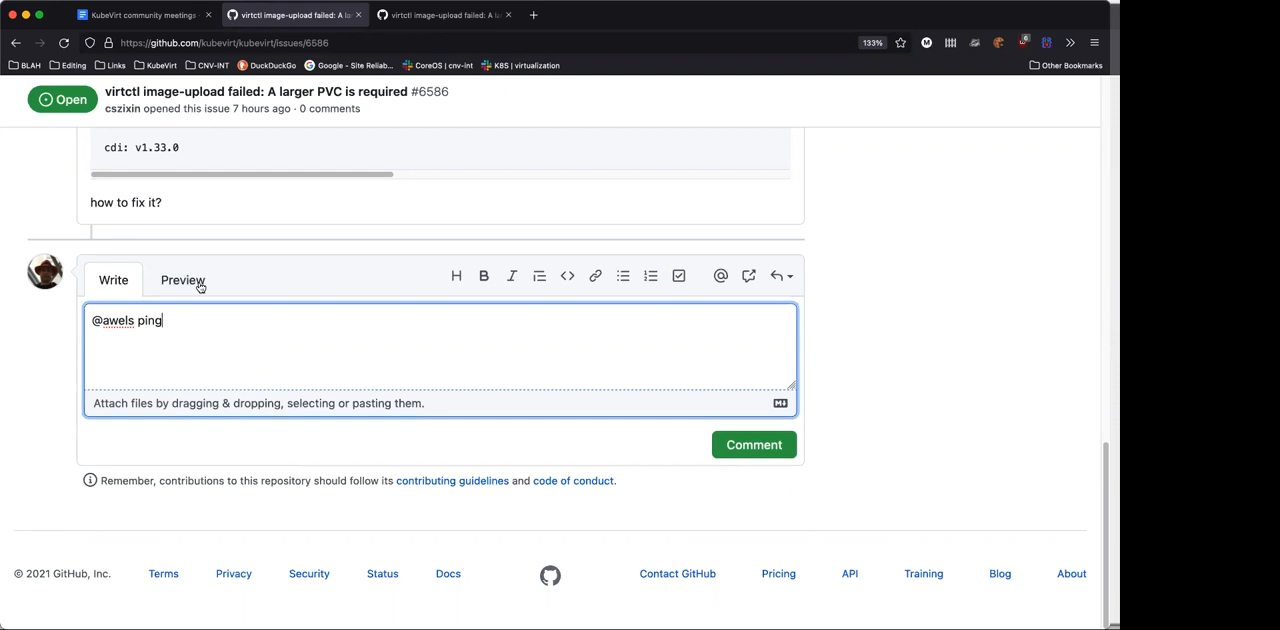 KubeVirt community meetings
virtctl image-upload failed: A la
virtctl image-upload failed: A la
https://github.com/kubevirt/kubevirt/issues/6586
133%
6
BLAH
Editing
Links
KubeVirt
CNV-INT
DuckDuckGo
Google - Site Reliab...
CoreOS | cnv-int
K8S | virtualization
Other Bookmarks
Open
virtctl image-upload failed: A larger PVC is required #6586
cszixin opened this issue 7 hours ago · 0 comments
cdi: v1.33.0
how to fix it?
Write
Preview
@awels ping
Attach files by dragging & dropping, selecting or pasting them.
Comment
Remember, contributions to this repository should follow its contributing guidelines and code of conduct.
© 2021 GitHub, Inc.
Terms
Privacy
Security
Status
Docs
Contact GitHub
Pricing
API
Training
Blog
About